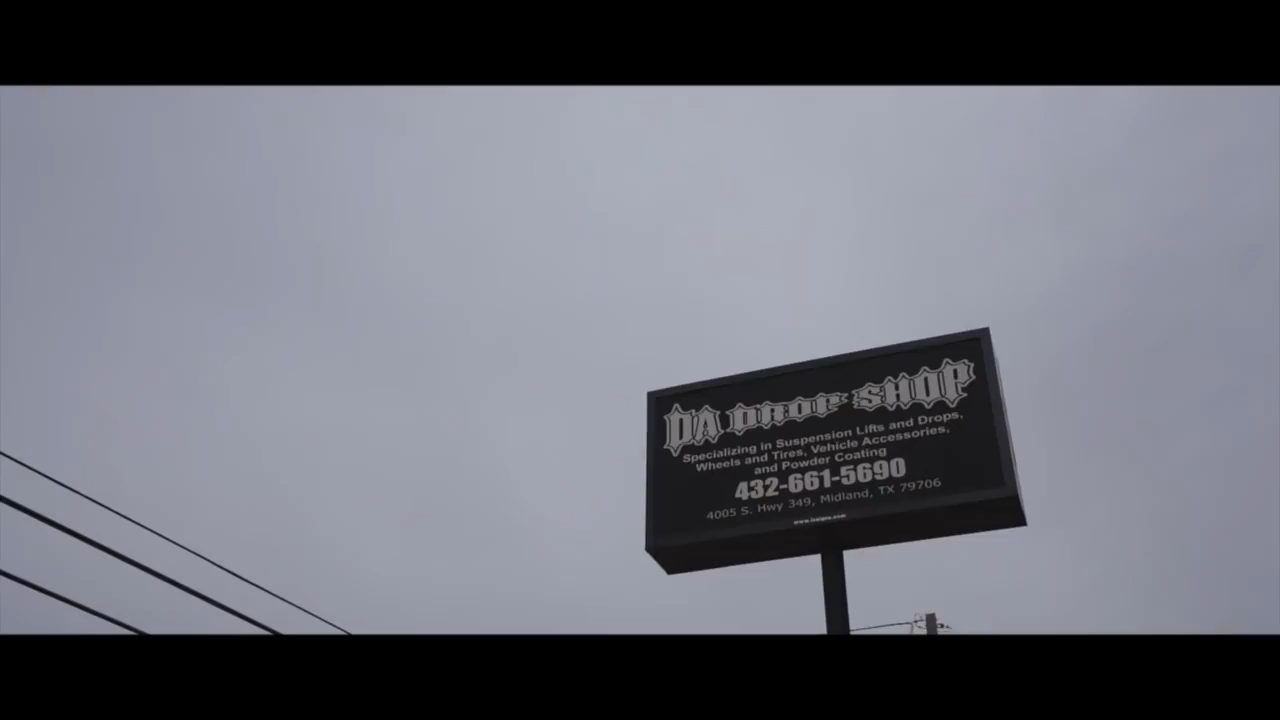 DA DROP SHOP
Specializing in Suspension Lifts and Drops,
Wheels and Tires, Vehicle Accessories,
and Powder Coating
432-661-5690
4005 S. Hwy 349, Midland, TX 79706